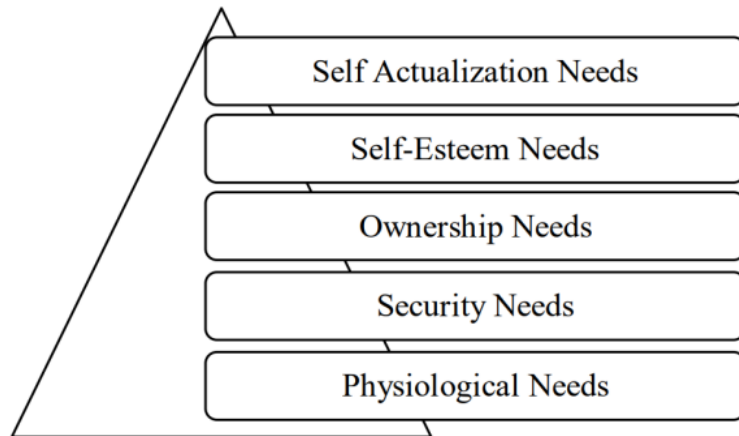 Self Actualization Needs
Self-Esteem Needs
Ownership Needs
Security Needs
Physiological Needs